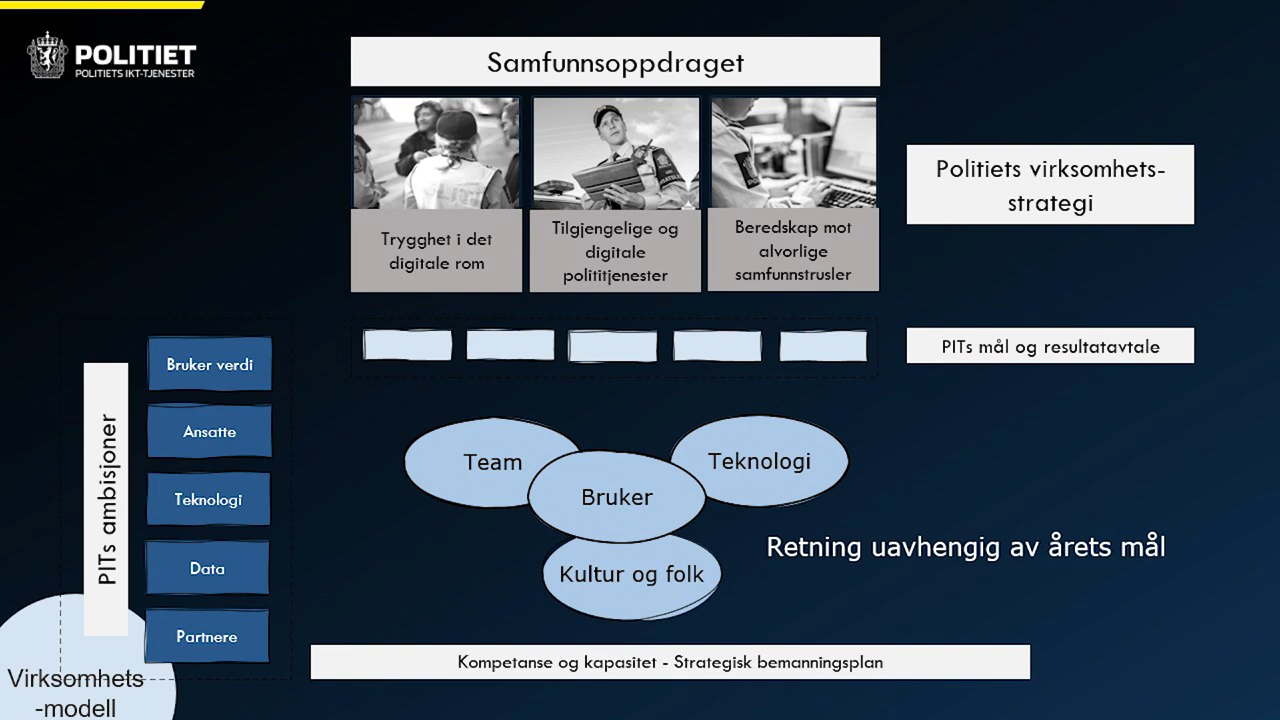 POLITIET
POLITIETS IKT-TJENESTER
Samfunnsoppdraget
Trygghet i det
digitale rom
Tilgjengelige og
digitale
polititjenester
Beredskap mot
alvorlige
samfunnstrusler
Politiets virksomhets-
strategi
PITs mål og resultatavtale
PITs ambisjoner
Bruker verdi
Ansatte
Teknologi
Data
Partnere
Team
Bruker
Teknologi
Kultur og folk
Retning uavhengig av årets mål
Kompetanse og kapasitet - Strategisk bemanningsplan
Virksomhets
-modell